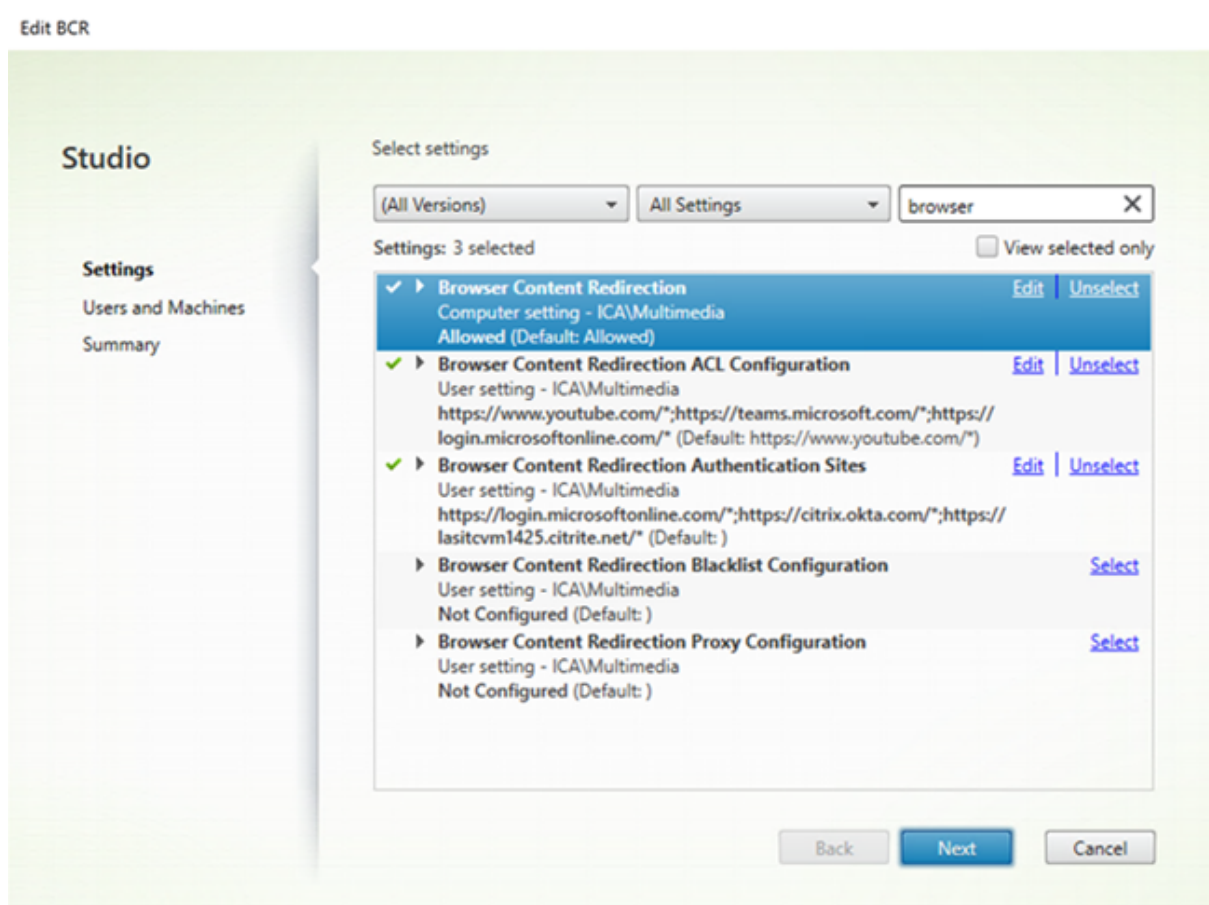 Edit BCR
Studio
Settings
Users and Machines
Summary
Select settings
(All Versions)
All Settings
browser
Settings: 3 selected
View selected only
Browser Content Redirection
Edit
Unselect
Computer setting - ICA\Multimedia
Allowed (Default: Allowed)
Browser Content Redirection ACL Configuration
Edit
Unselect
User setting - ICA\Multimedia
https://www.youtube.com/*;https://teams.microsoft.com/*;https://
login.microsoftonline.com/* (Default: https://www.youtube.com/*)
Browser Content Redirection Authentication Sites
Edit
Unselect
User setting - ICA\Multimedia
https://login.microsoftonline.com/*;https://citrix.okta.com/*;https://
lasitcvm1425.citrite.net/* (Default: )
Browser Content Redirection Blacklist Configuration
Select
User setting - ICA\Multimedia
Not Configured (Default: )
Browser Content Redirection Proxy Configuration
Select
User setting - ICA\Multimedia
Not Configured (Default: )
Back
Next
Cancel